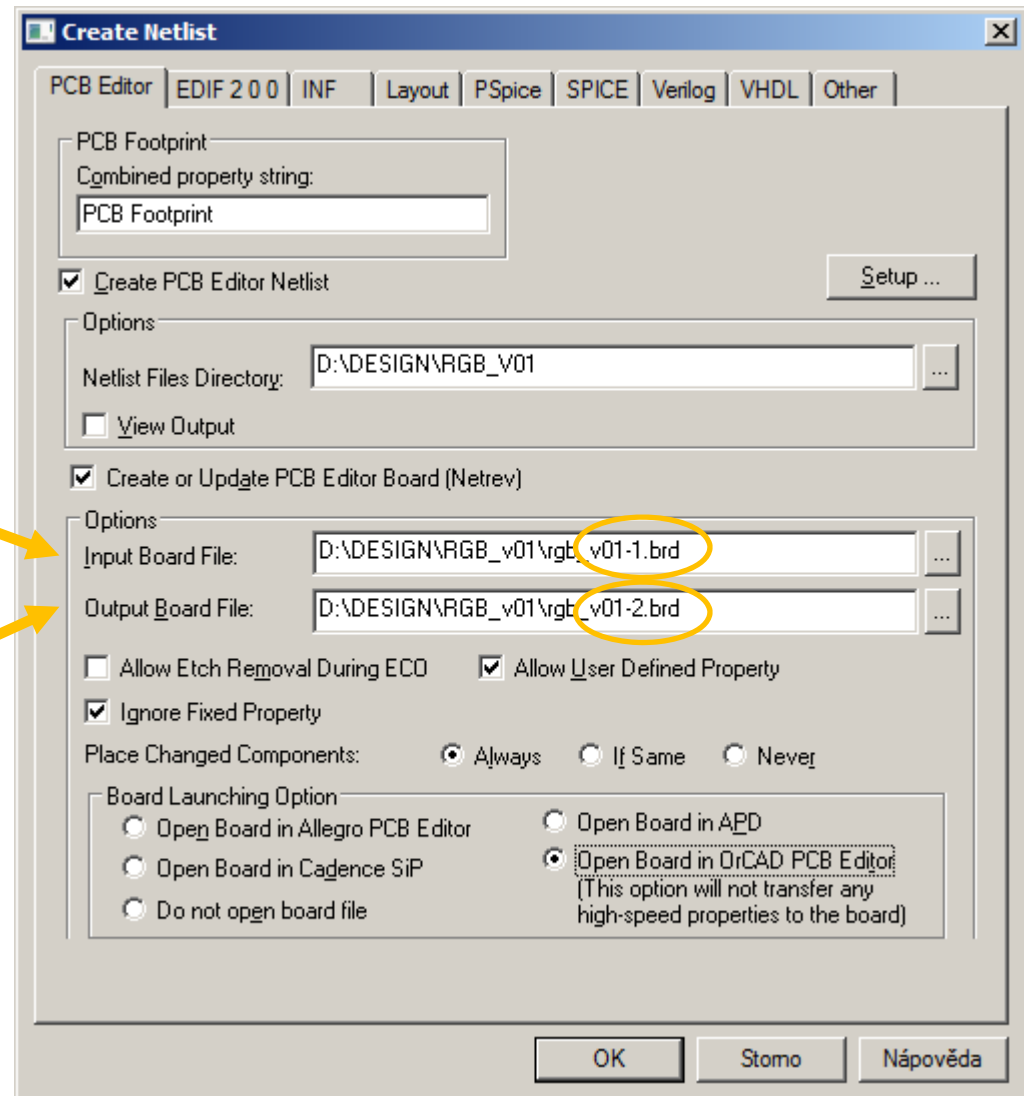 Create Netlist
PCB Editor EDIF 2 0 0 INF Layout PSpice SPICE Verilog VHDL Other
PCB Footprint
Combined property string:
PCB Footprint
Create PCB Editor Netlist
Setup ...
Options
Netlist Files Directory: D:\DESIGN\RGB_V01 ...
View Output
Create or Update PCB Editor Board (Netrev)
Options
Input Board File: D:\DESIGN\RGB_v01\rgb_v01-1.brd ...
Output Board File: D:\DESIGN\RGB_v01\rgb_v01-2.brd ...
Allow Etch Removal During ECO Allow User Defined Property
Ignore Fixed Property
Place Changed Components: Always If Same Never
Board Launching Option
Open Board in Allegro PCB Editor
Open Board in APD
Open Board in Cadence SiP
Open Board in OrCAD PCB Editor
(This option will not transfer any
high-speed properties to the board)
Do not open board file
OK Storno Nápověda